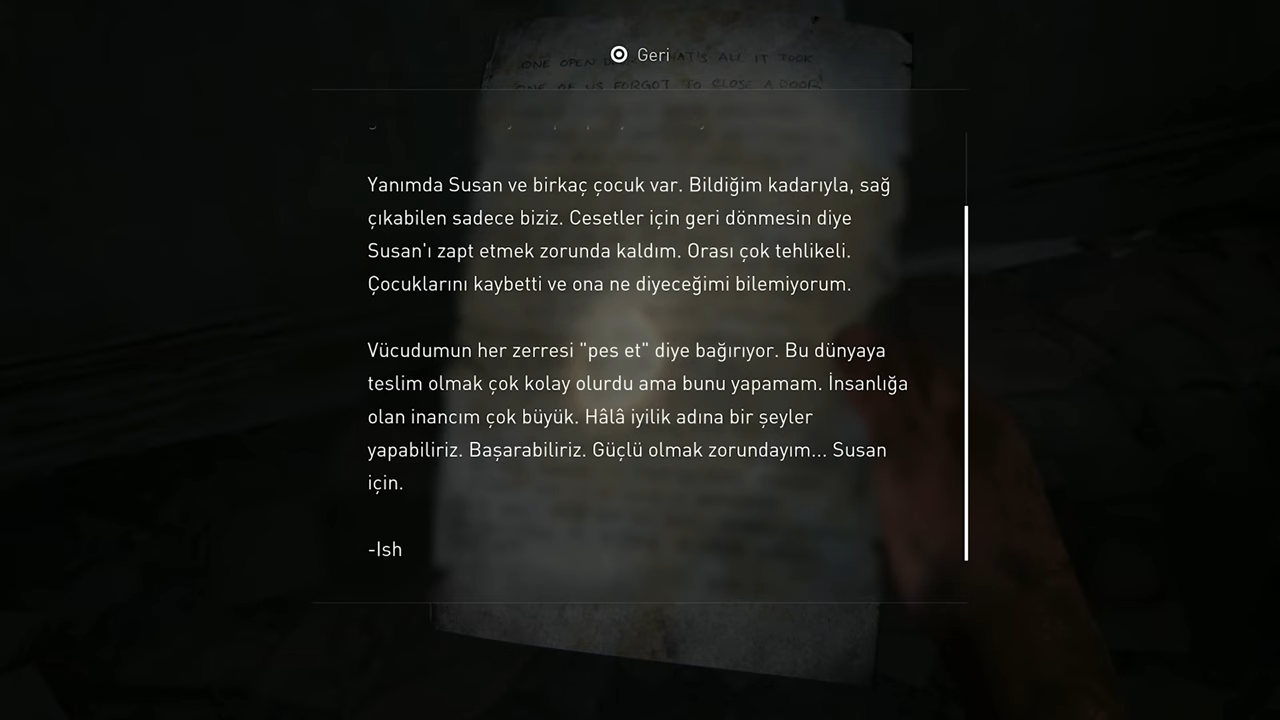 Geri
ONE OPEN
THAT'S ALL IT TOOK
ONE OF US FORGOT TO CLOSE A DOOR
Yanımda Susan ve birkaç çocuk var. Bildiğim kadarıyla, sağ
çıkabilen sadece biziz. Cesetler için geri dönmesin diye
Susan'ı zapt etmek zorunda kaldım. Orası çok tehlikeli.
Çocuklarını kaybetti ve ona ne diyeceğimi bilemiyorum.
Vücudumun her zerresi "pes et" diye bağırıyor. Bu dünyaya
teslim olmak çok kolay olurdu ama bunu yapamam. İnsanlığa
olan inancım çok büyük. Hâlâ iyilik adına bir şeyler
yapabiliriz. Başarabiliriz. Güçlü olmak zorundayım... Susan
için.
-Ish